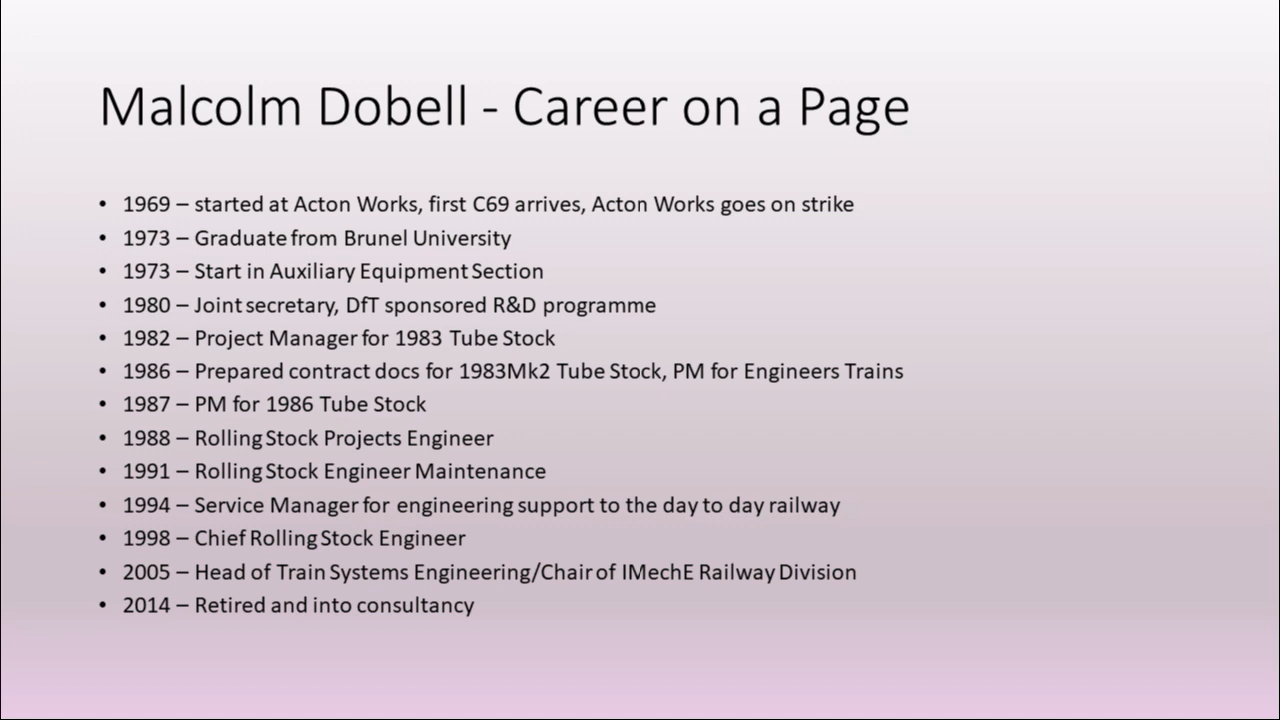 Malcolm Dobell - Career on a Page
• 1969 – started at Acton Works, first C69 arrives, Acton Works goes on strike
• 1973 – Graduate from Brunel University
• 1973 – Start in Auxiliary Equipment Section
• 1980 – Joint secretary, DfT sponsored R&D programme
• 1982 – Project Manager for 1983 Tube Stock
• 1986 – Prepared contract docs for 1983Mk2 Tube Stock, PM for Engineers Trains
• 1987 – PM for 1986 Tube Stock
• 1988 – Rolling Stock Projects Engineer
• 1991 – Rolling Stock Engineer Maintenance
• 1994 – Service Manager for engineering support to the day to day railway
• 1998 – Chief Rolling Stock Engineer
• 2005 – Head of Train Systems Engineering/Chair of IMechE Railway Division
• 2014 – Retired and into consultancy